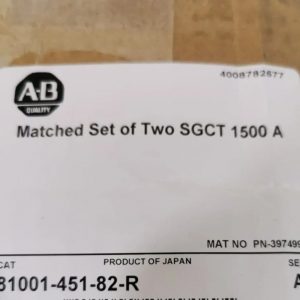 4008782577
A-B
QUALITY
Matched Set of Two SGCT 1500 A
MAT NO PN-397499
CAT
PRODUCT OF JAPAN
SE
81001-451-82-R
A